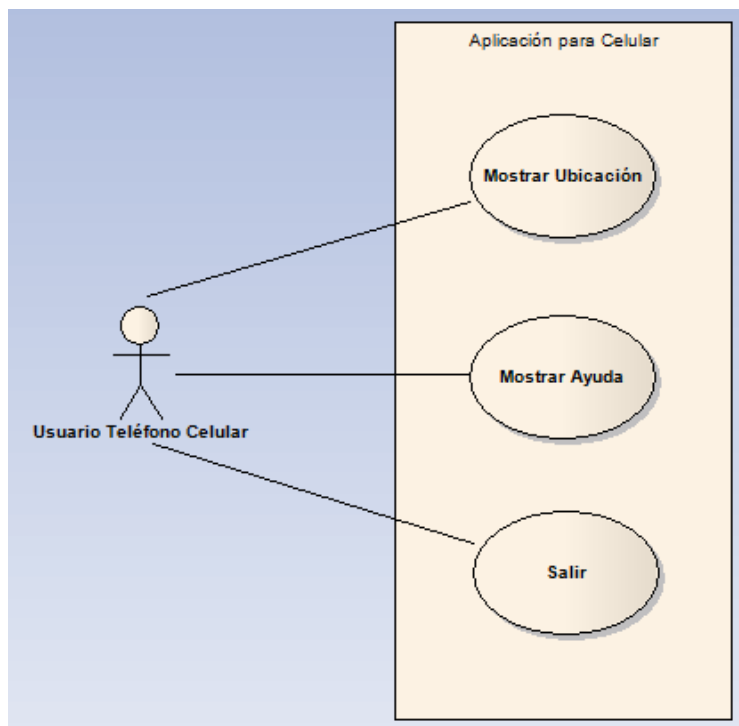 Aplicación para Celular
Mostrar Ubicación
Mostrar Ayuda
Usuario Teléfono Celular
Salir